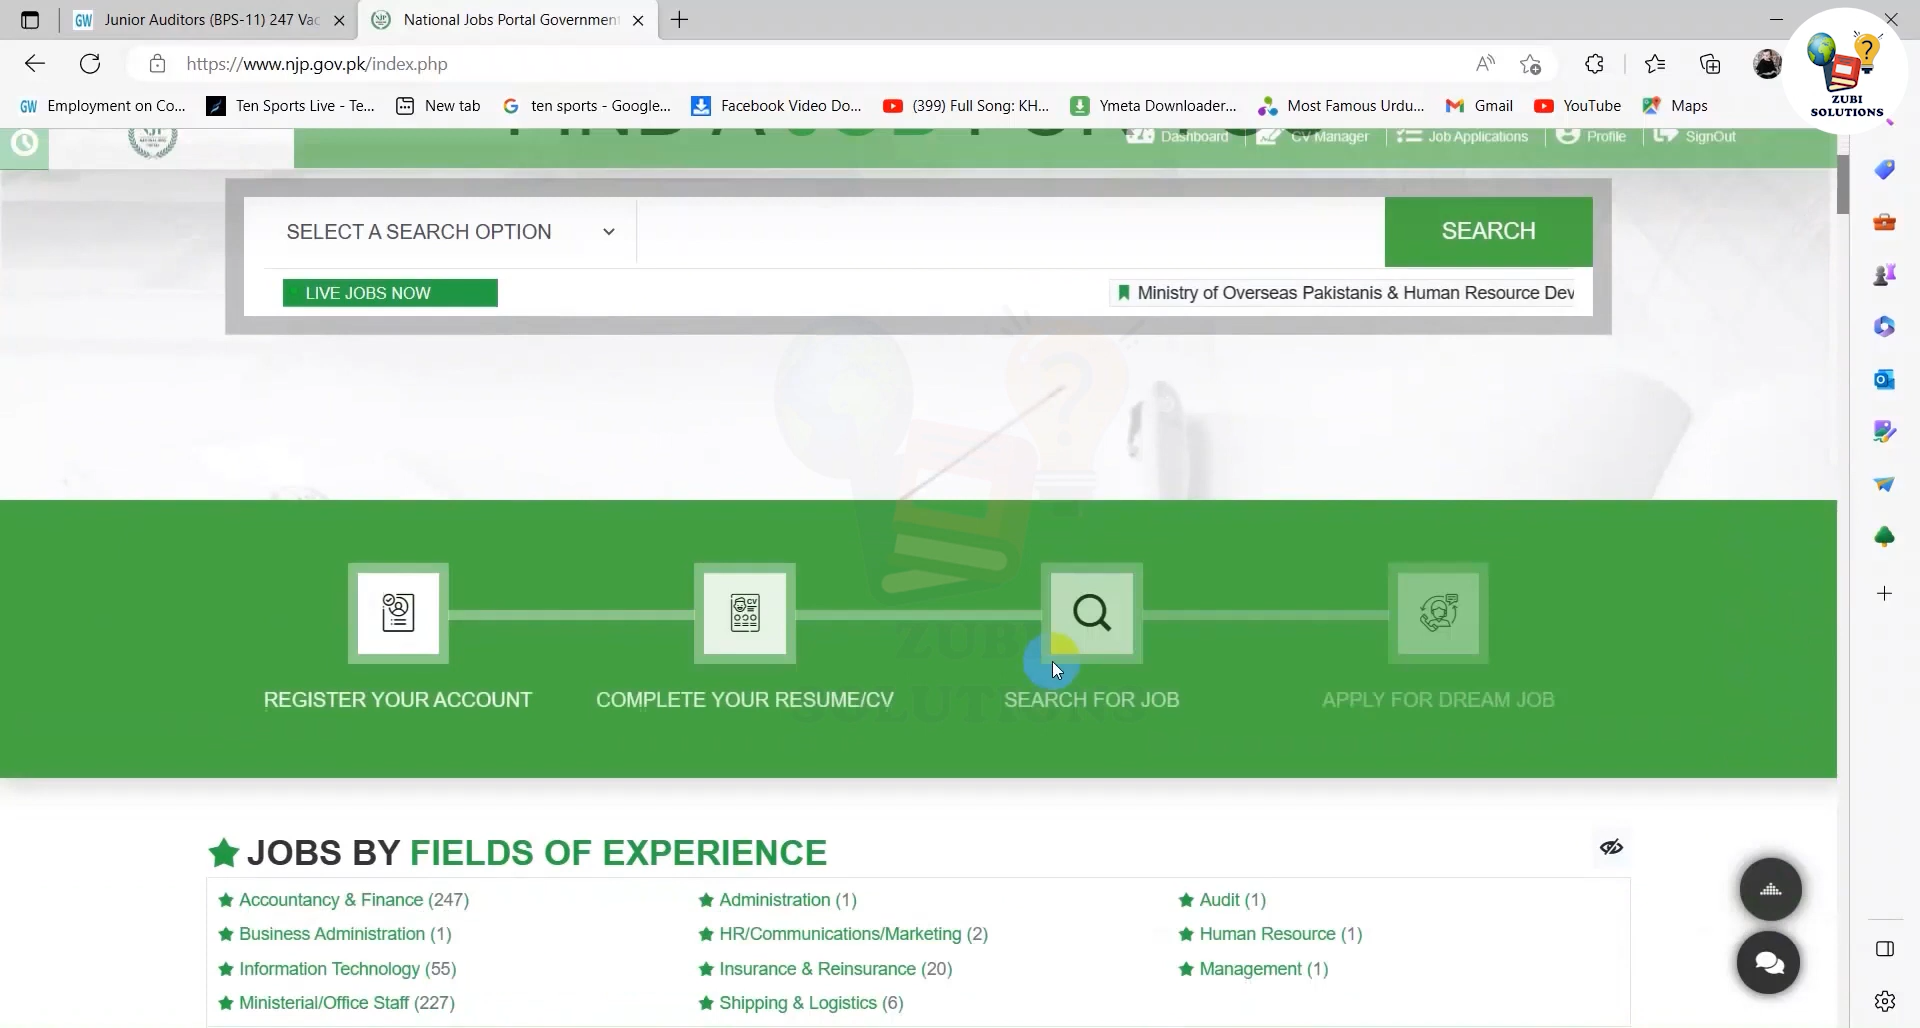 Junior Auditors (BPS-11) 247 Vac
National Jobs Portal Government
https://www.njp.gov.pk/index.php
Employment on Co...
Ten Sports Live - Te...
New tab
ten sports - Google...
Facebook Video Do...
(399) Full Song: KH...
Ymeta Downloader...
Most Famous Urdu...
Gmail
YouTube
Maps
ZUBI
SOLUTIONS
Dashboard
CV Manager
Job Applications
Profile
SignOut
SELECT A SEARCH OPTION
SEARCH
LIVE JOBS NOW
Ministry of Overseas Pakistanis & Human Resource Dev
REGISTER YOUR ACCOUNT
COMPLETE YOUR RESUME/CV
SEARCH FOR JOB
APPLY FOR DREAM JOB
JOBS BY FIELDS OF EXPERIENCE
Accountancy & Finance (247)
Administration (1)
Audit (1)
Business Administration (1)
HR/Communications/Marketing (2)
Human Resource (1)
Information Technology (55)
Insurance & Reinsurance (20)
Management (1)
Ministerial/Office Staff (227)
Shipping & Logistics (6)